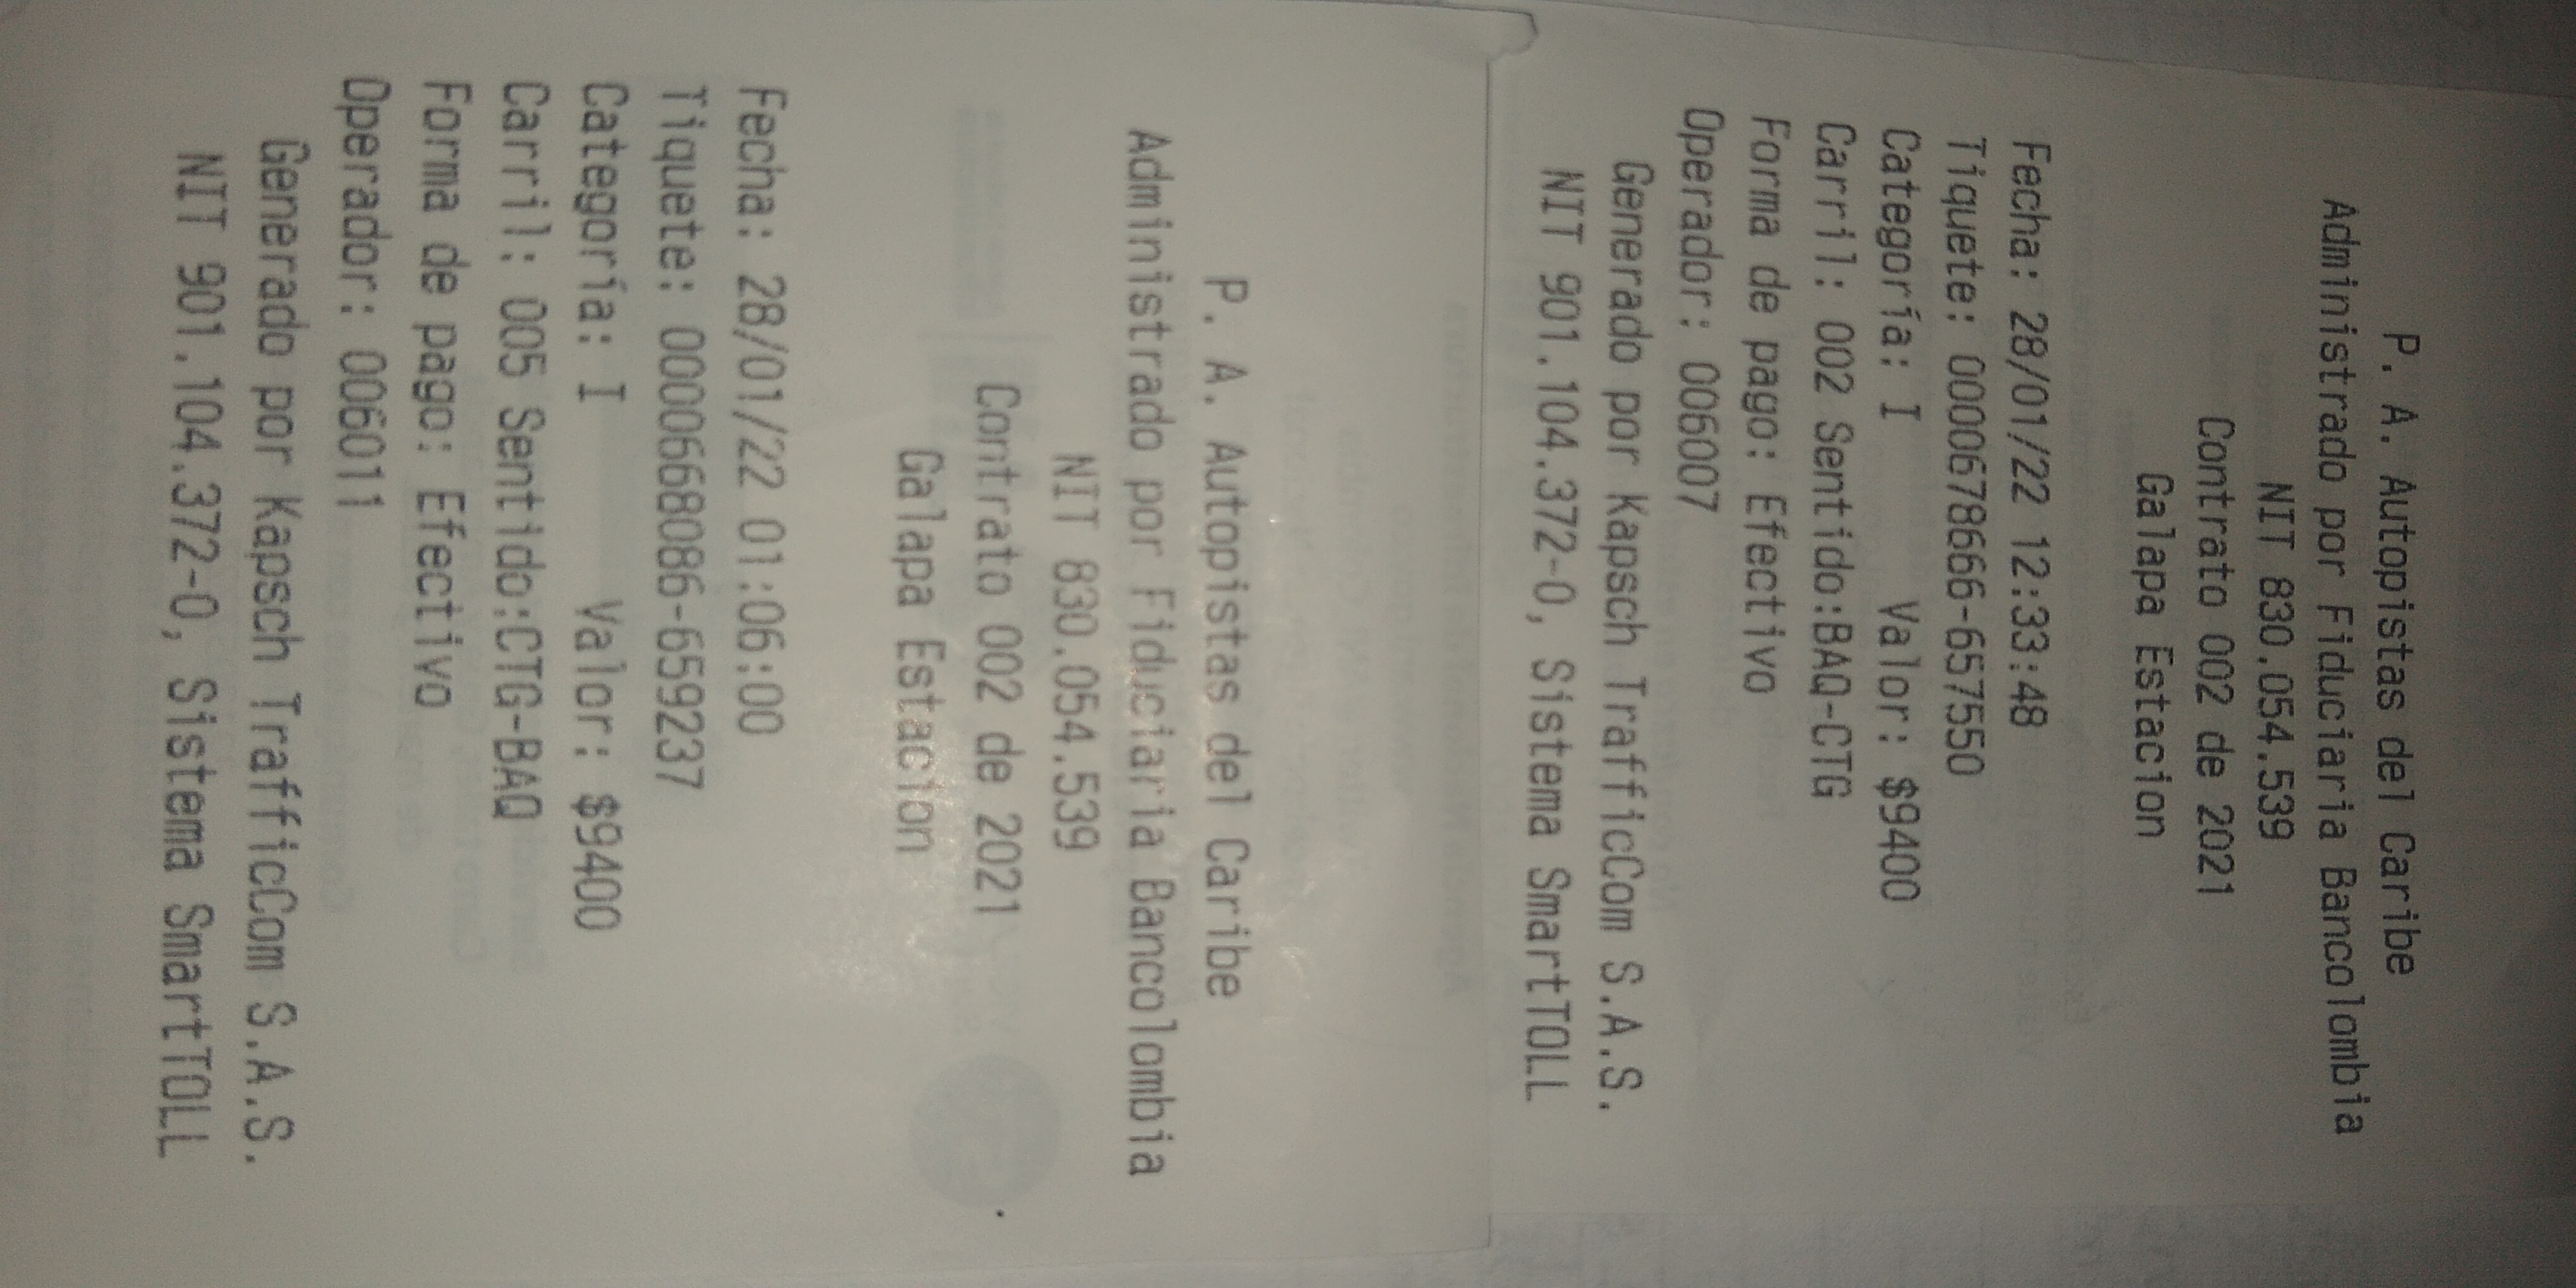 P. A. Autopistas del Caribe
Administrado por Fiduciaria Bancolombia
NIT 830.054.539
Contrato 002 de 2021
Galapa Estacion
Fecha: 28/01/22 12:33:48
Tiquete: 000067866-657550
Categoría: I Valor: $9400
Carril: 002 Sentido:BAQ-CTG
Forma de pago: Efectivo
Operador: 006007
Generado por Kapsch TrafficCom S.A.S.
NIT 901.104.372-0, Sistema SmartTOLL
P. A. Autopistas del Caribe
Administrado por Fiduciaria Bancolombia
NIT 830.054.539
Contrato 002 de 2021
Galapa Estacion
Fecha: 28/01/22 01:06:00
Tiquete: 0000668086-659237
Categoría: I Valor: $9400
Carril: 005 Sentido:CTG-BAQ
Forma de pago: Efectivo
Operador: 006011
Generado por Kapsch TrafficCom S.A.S.
NIT 901.104.372-0, Sistema SmartTOLL